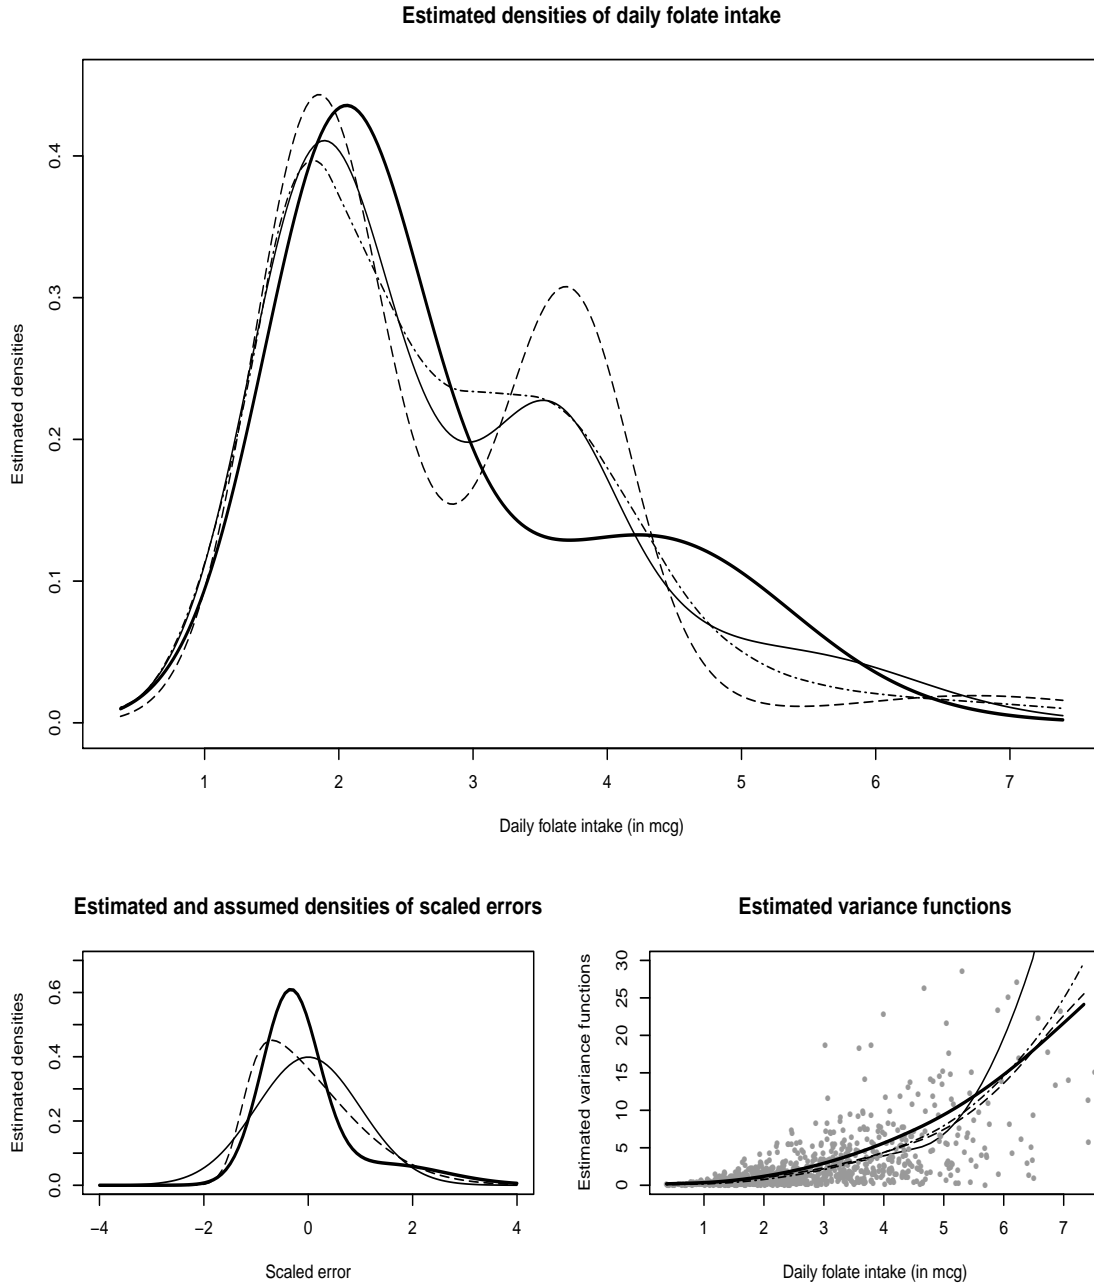 Estimated densities of daily folate intake
Estimated densities
0.0 0.1 0.2 0.3 0.4
1 2 3 4 5 6 7
Daily folate intake (in mcg)
Estimated and assumed densities of scaled errors
Estimated densities
0.0 0.2 0.4 0.6
−4 −2 0 2 4
Scaled error
Estimated variance functions
Estimated variance functions
0 5 10 15 20 25 30
1 2 3 4 5 6 7
Daily folate intake (in mcg)